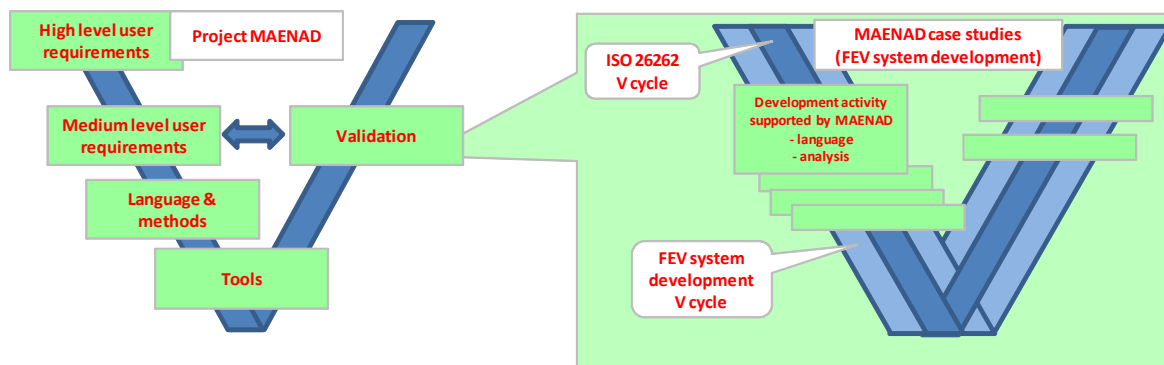 High level user
requirements
Project MAENAD
Medium level user
requirements
Validation
Language &
methods
Tools
ISO 26262
V cycle
MAENAD case studies
(FEV system development)
Development activity
supported by MAENAD
- language
- analysis
FEV system
development
V cycle